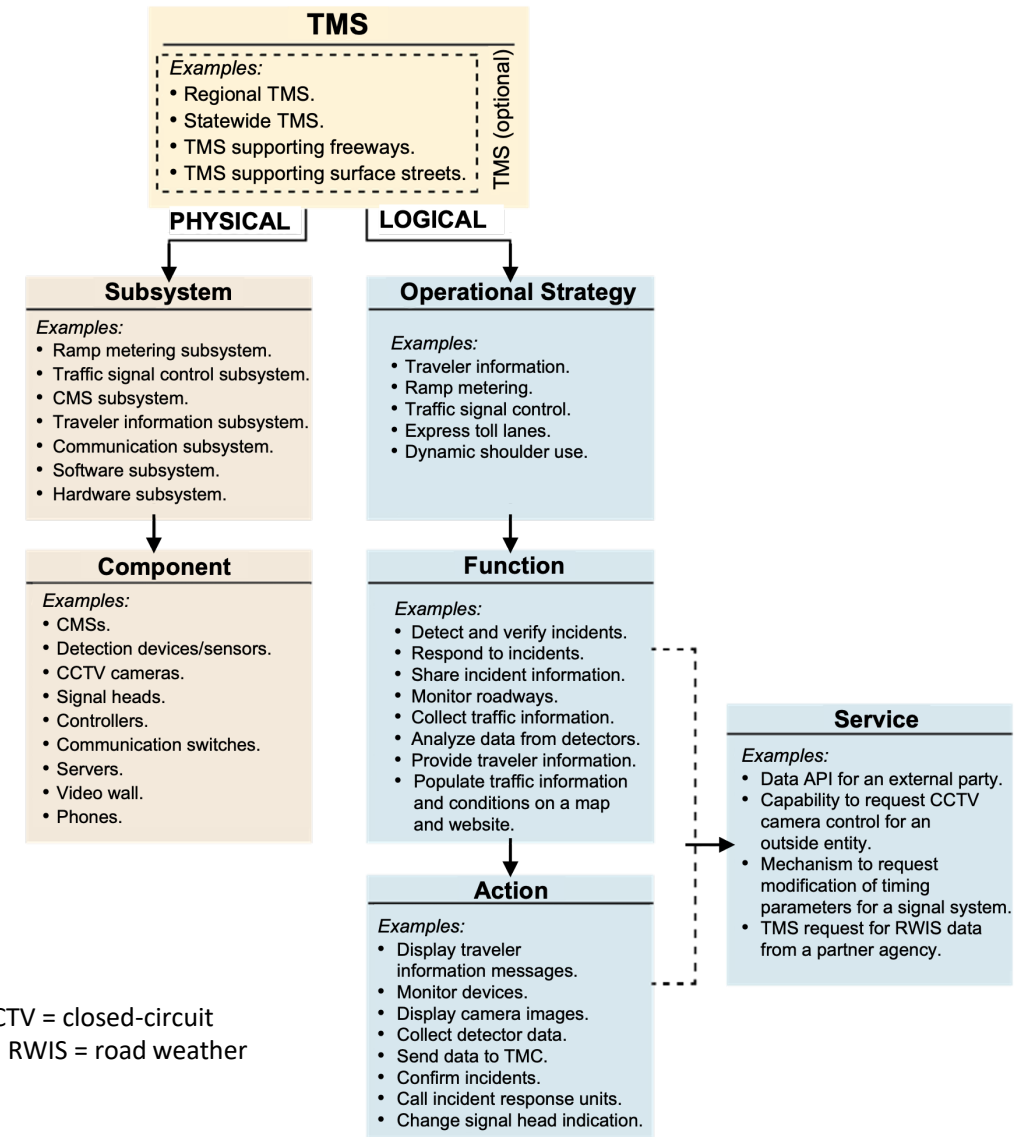 TMS
Examples:
• Regional TMS.
• Statewide TMS.
• TMS supporting freeways.
• TMS supporting surface streets.
TMS (optional)
PHYSICAL
LOGICAL
Subsystem
Examples:
• Ramp metering subsystem.
• Traffic signal control subsystem.
• CMS subsystem.
• Traveler information subsystem.
• Communication subsystem.
• Software subsystem.
• Hardware subsystem.
Operational Strategy
Examples:
• Traveler information.
• Ramp metering.
• Traffic signal control.
• Express toll lanes.
• Dynamic shoulder use.
Component
Examples:
• CMSs.
• Detection devices/sensors.
• CCTV cameras.
• Signal heads.
• Controllers.
• Communication switches.
• Servers.
• Video wall.
• Phones.
Function
Examples:
• Detect and verify incidents.
• Respond to incidents.
• Share incident information.
• Monitor roadways.
• Collect traffic information.
• Analyze data from detectors.
• Provide traveler information.
• Populate traffic information
and conditions on a map
and website.
Service
Examples:
• Data API for an external party.
• Capability to request CCTV
camera control for an
outside entity.
• Mechanism to request
modification of timing
parameters for a signal system.
• TMS request for RWIS data
from a partner agency.
Action
Examples:
• Display traveler
information messages.
• Monitor devices.
• Display camera images.
• Collect detector data.
• Send data to TMC.
• Confirm incidents.
• Call incident response units.
• Change signal head indication.
CTV = closed-circuit
RWIS = road weather